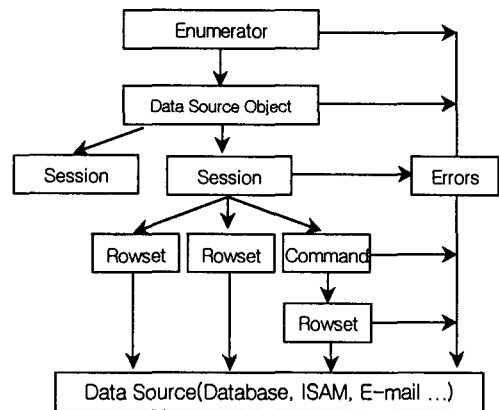 Enumerator
Data Source Object
Session
Session
Errors
Rowset
Rowset
Command
Rowset
Data Source(Database, ISAM, E-mail ...)